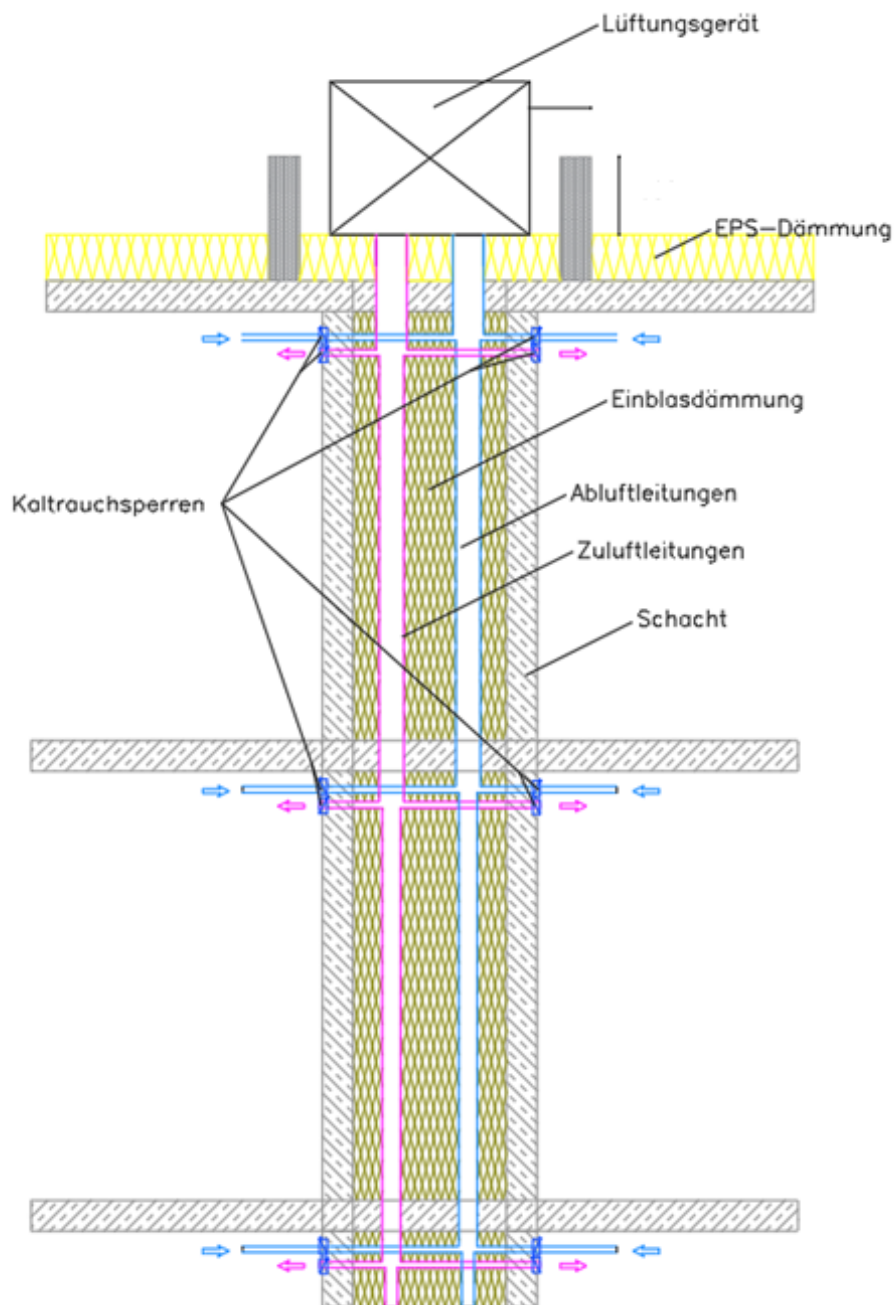 Lüftungsgerät
EPS-Dämmung
Einblasdämmung
Abluftleitungen
Kaltrauchsperren
Zuluftleitungen
Schacht